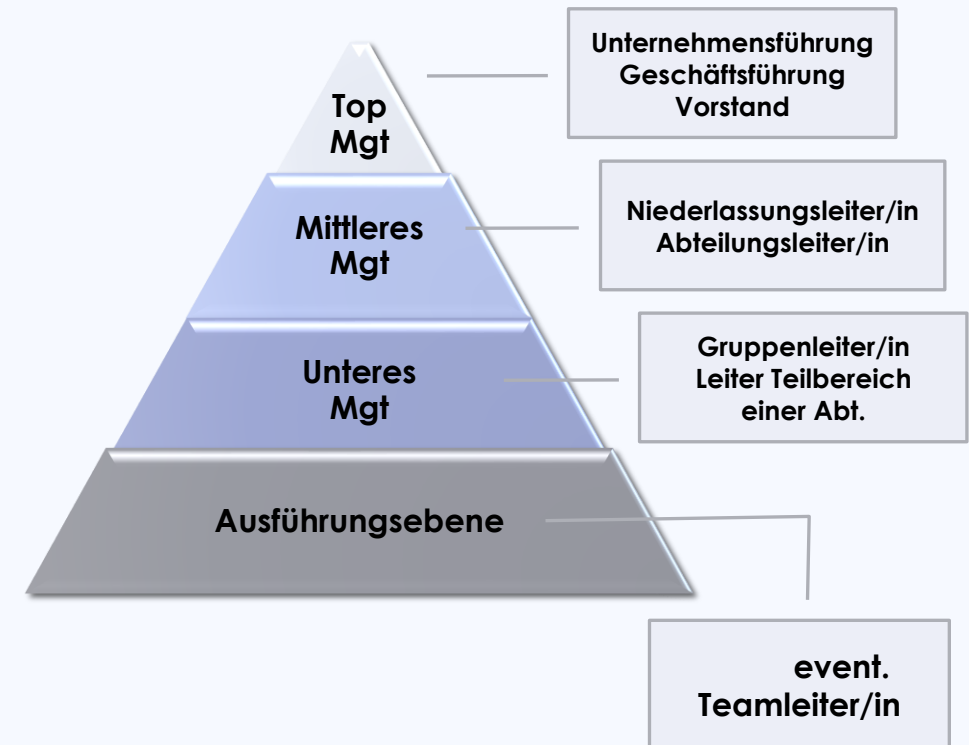 Unternehmensführung
Geschäftsführung
Vorstand
Top
Mgt
Niederlassungsleiter/in
Abteilungsleiter/in
Mittleres
Mgt
Gruppenleiter/in
Leiter Teilbereich
einer Abt.
Unteres
Mgt
Ausführungsebene
event.
Teamleiter/in